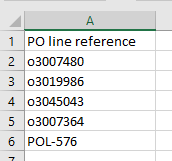 A
1 PO line reference
2 o3007480
3 o3019986
4 o3045043
5 o3007364
6 POL-576